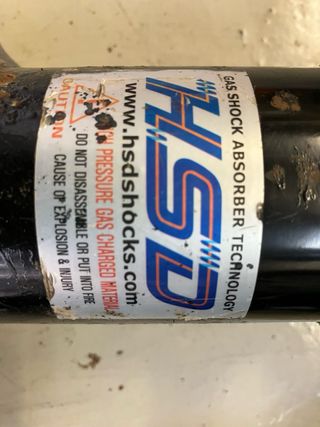 GAS SHOCK ABSORBER TECHNOLOGY
HSD
www.hsdshocks.com
CAUTION
PRESSURE GAS CHARGED MATERIAL
DO NOT DISASSEMBLE OR PUT INTO FIRE
CAUSE OF EXPLOSION & INJURY